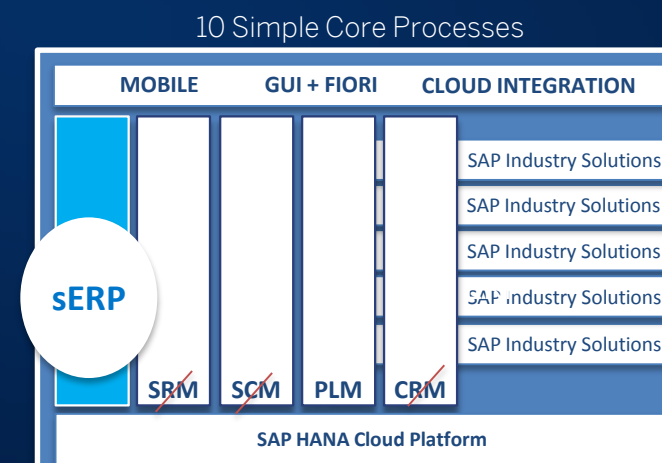 10 Simple Core Processes
MOBILE GUI + FIORI CLOUD INTEGRATION
SAP Industry Solutions
SAP Industry Solutions
SAP Industry Solutions
SAP Industry Solutions
SAP Industry Solutions
sERP
SRM SCM PLM CRM
SAP HANA Cloud Platform